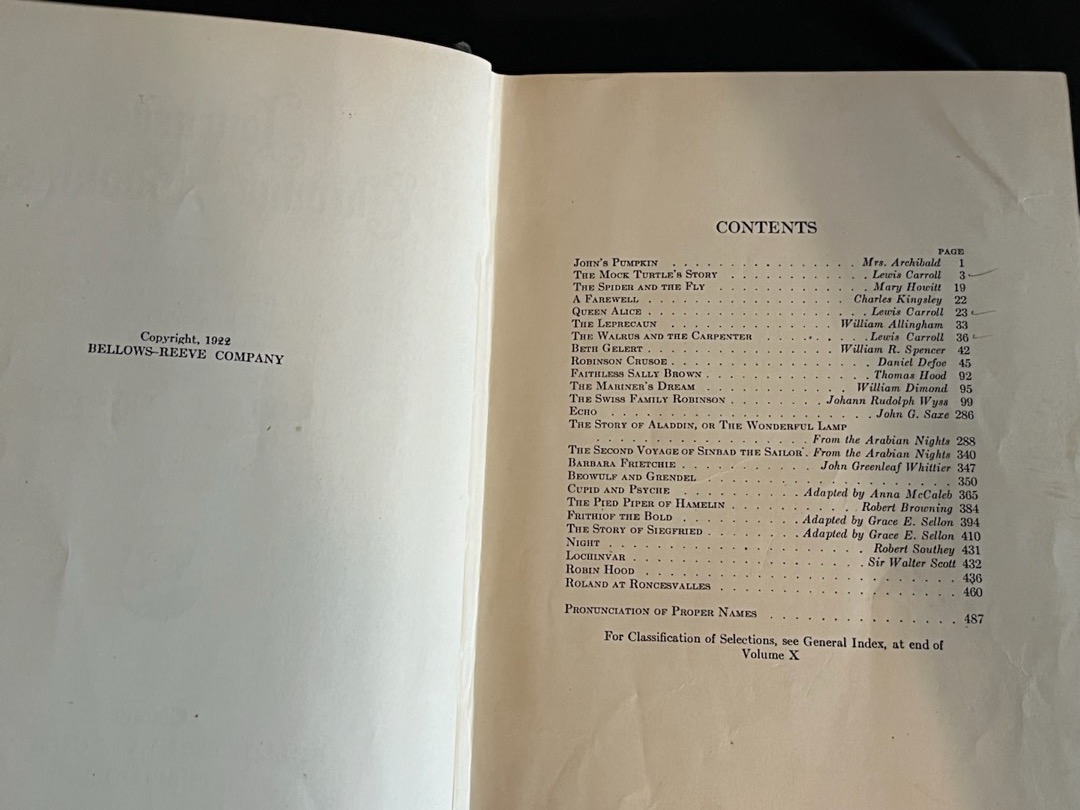 Copyright, 1922
BELLOWS-REEVE COMPANY
CONTENTS
PAGE
JOHN'S PUMPKIN . . . . . . . . . . . . . . . Mrs. Archibald 1
THE MOCK TURTLE'S STORY . . . . . . . . . . . Lewis Carroll 3
THE SPIDER AND THE FLY . . . . . . . . . . . . Mary Howitt 19
A FAREWELL . . . . . . . . . . . . . . . . Charles Kingsley 22
QUEEN ALICE . . . . . . . . . . . . . . . . . Lewis Carroll 23
THE LEPRECAUN . . . . . . . . . . . . . . William Allingham 33
THE WALRUS AND THE CARPENTER . . . . . . . . Lewis Carroll 36
BETH GELERT . . . . . . . . . . . . . . . William R. Spencer 42
ROBINSON CRUSOE . . . . . . . . . . . . . . . . Daniel Defoe 45
FAITHLESS SALLY BROWN . . . . . . . . . . . . . Thomas Hood 92
THE MARINER'S DREAM . . . . . . . . . . . . William Dimond 95
THE SWISS FAMILY ROBINSON . . . . . . . Johann Rudolph Wyss 99
ECHO . . . . . . . . . . . . . . . . . . . . . John G. Saxe 286
THE STORY OF ALADDIN, OR THE WONDERFUL LAMP
. . . . . . . . . . . . . . . . . From the Arabian Nights 288
THE SECOND VOYAGE OF SINBAD THE SAILOR . From the Arabian Nights 340
BARBARA FRIETCHIE . . . . . . . . . . John Greenleaf Whittier 347
BEOWULF AND GRENDEL . . . . . . . . . . . . . . . . . . 350
CUPID AND PSYCHE . . . . . . . . . . Adapted by Anna McCaleb 365
THE PIED PIPER OF HAMELIN . . . . . . . . . . Robert Browning 384
FRITHIOF THE BOLD . . . . . . . . . Adapted by Grace E. Sellon 394
THE STORY OF SIEGFRIED . . . . . . . Adapted by Grace E. Sellon 410
NIGHT . . . . . . . . . . . . . . . . . . . . Robert Southey 431
LOCHINVAR . . . . . . . . . . . . . . . . . Sir Walter Scott 432
ROBIN HOOD . . . . . . . . . . . . . . . . . . . . . . 436
ROLAND AT RONCESVALLES . . . . . . . . . . . . . . . . . 460
PRONUNCIATION OF PROPER NAMES . . . . . . . . . . . . . . 487
For Classification of Selections, see General Index, at end of
Volume X